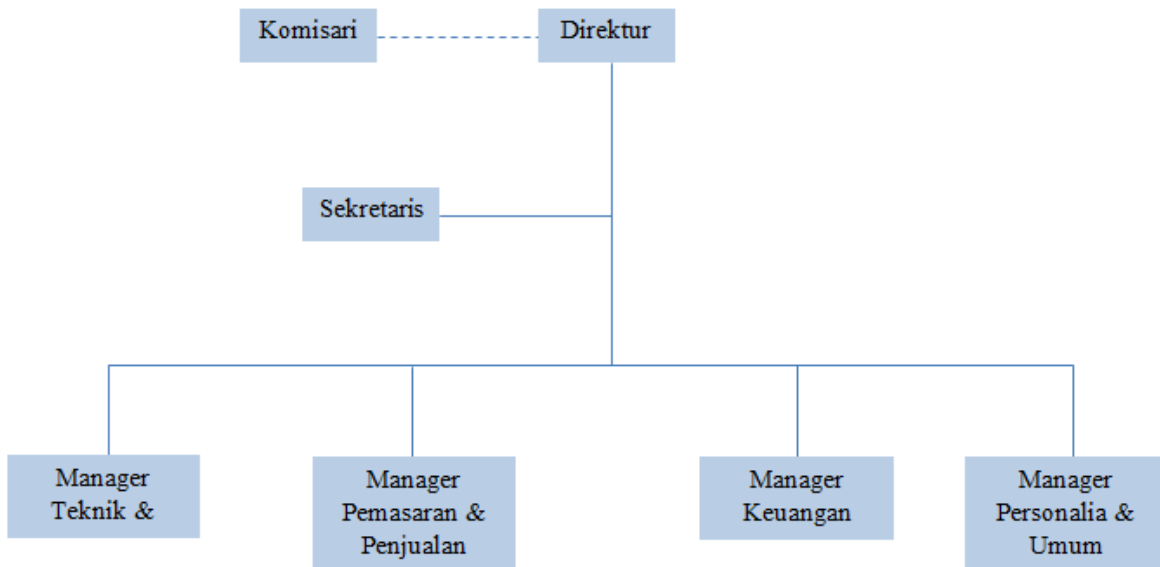 Komisari
Direktur
Sekretaris
Manager
Teknik &
Manager
Pemasaran &
Penjualan
Manager
Keuangan
Manager
Personalia &
Umum